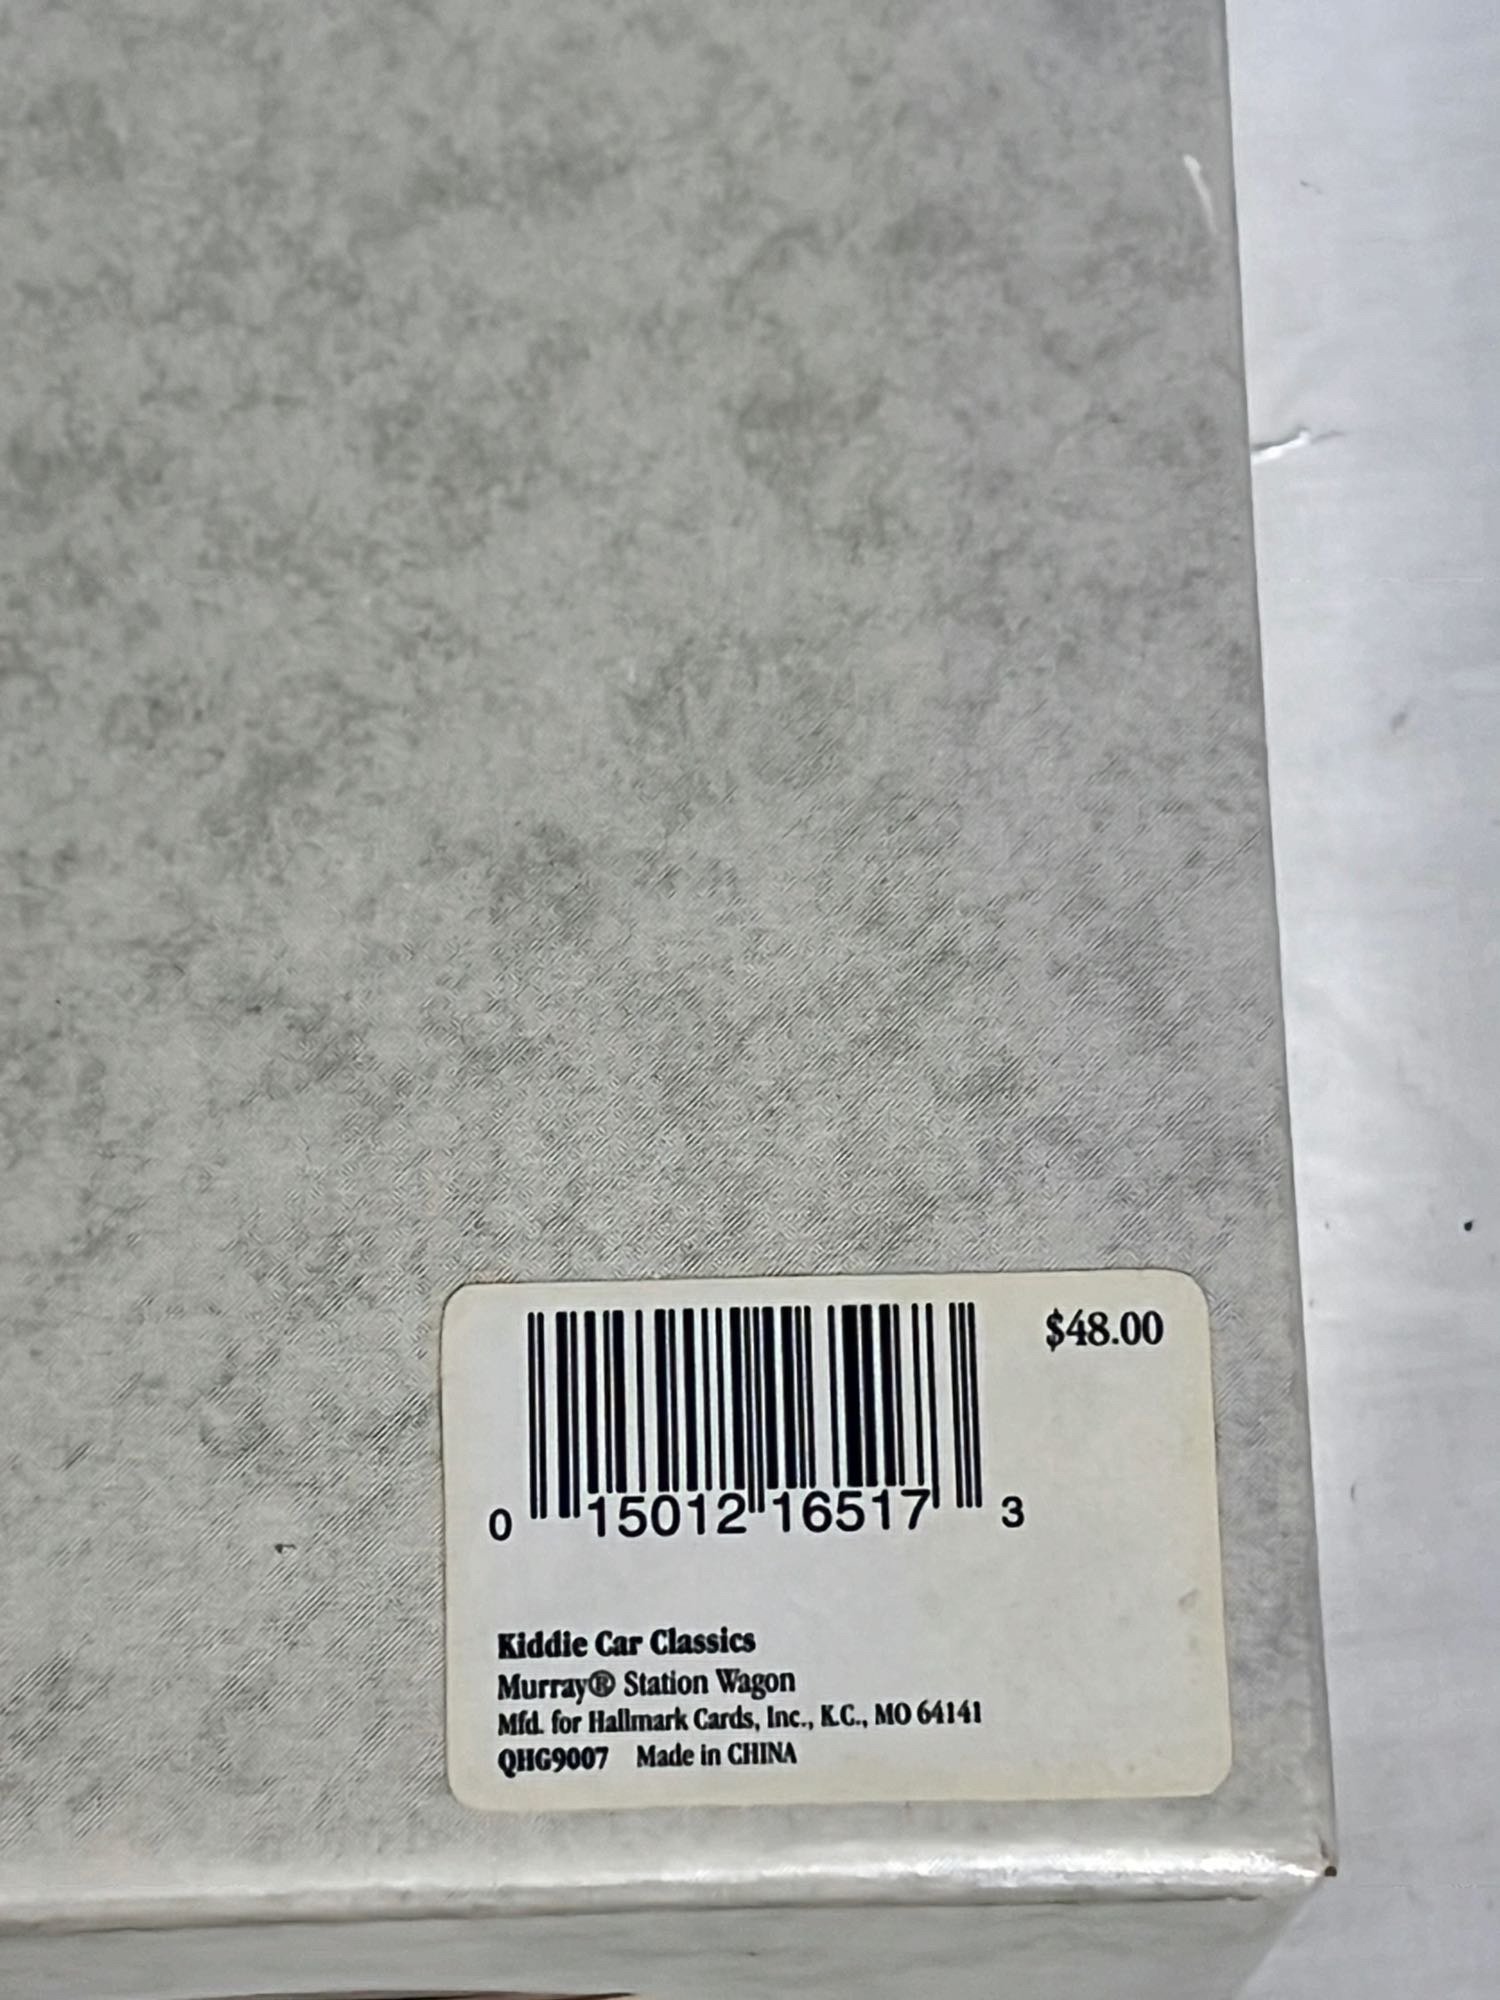 $48.00
0 15012 16517 3
Kiddie Car Classics
Murray® Station Wagon
Mfd. for Hallmark Cards, Inc., K.C., MO 64141
QHG9007 Made in CHINA